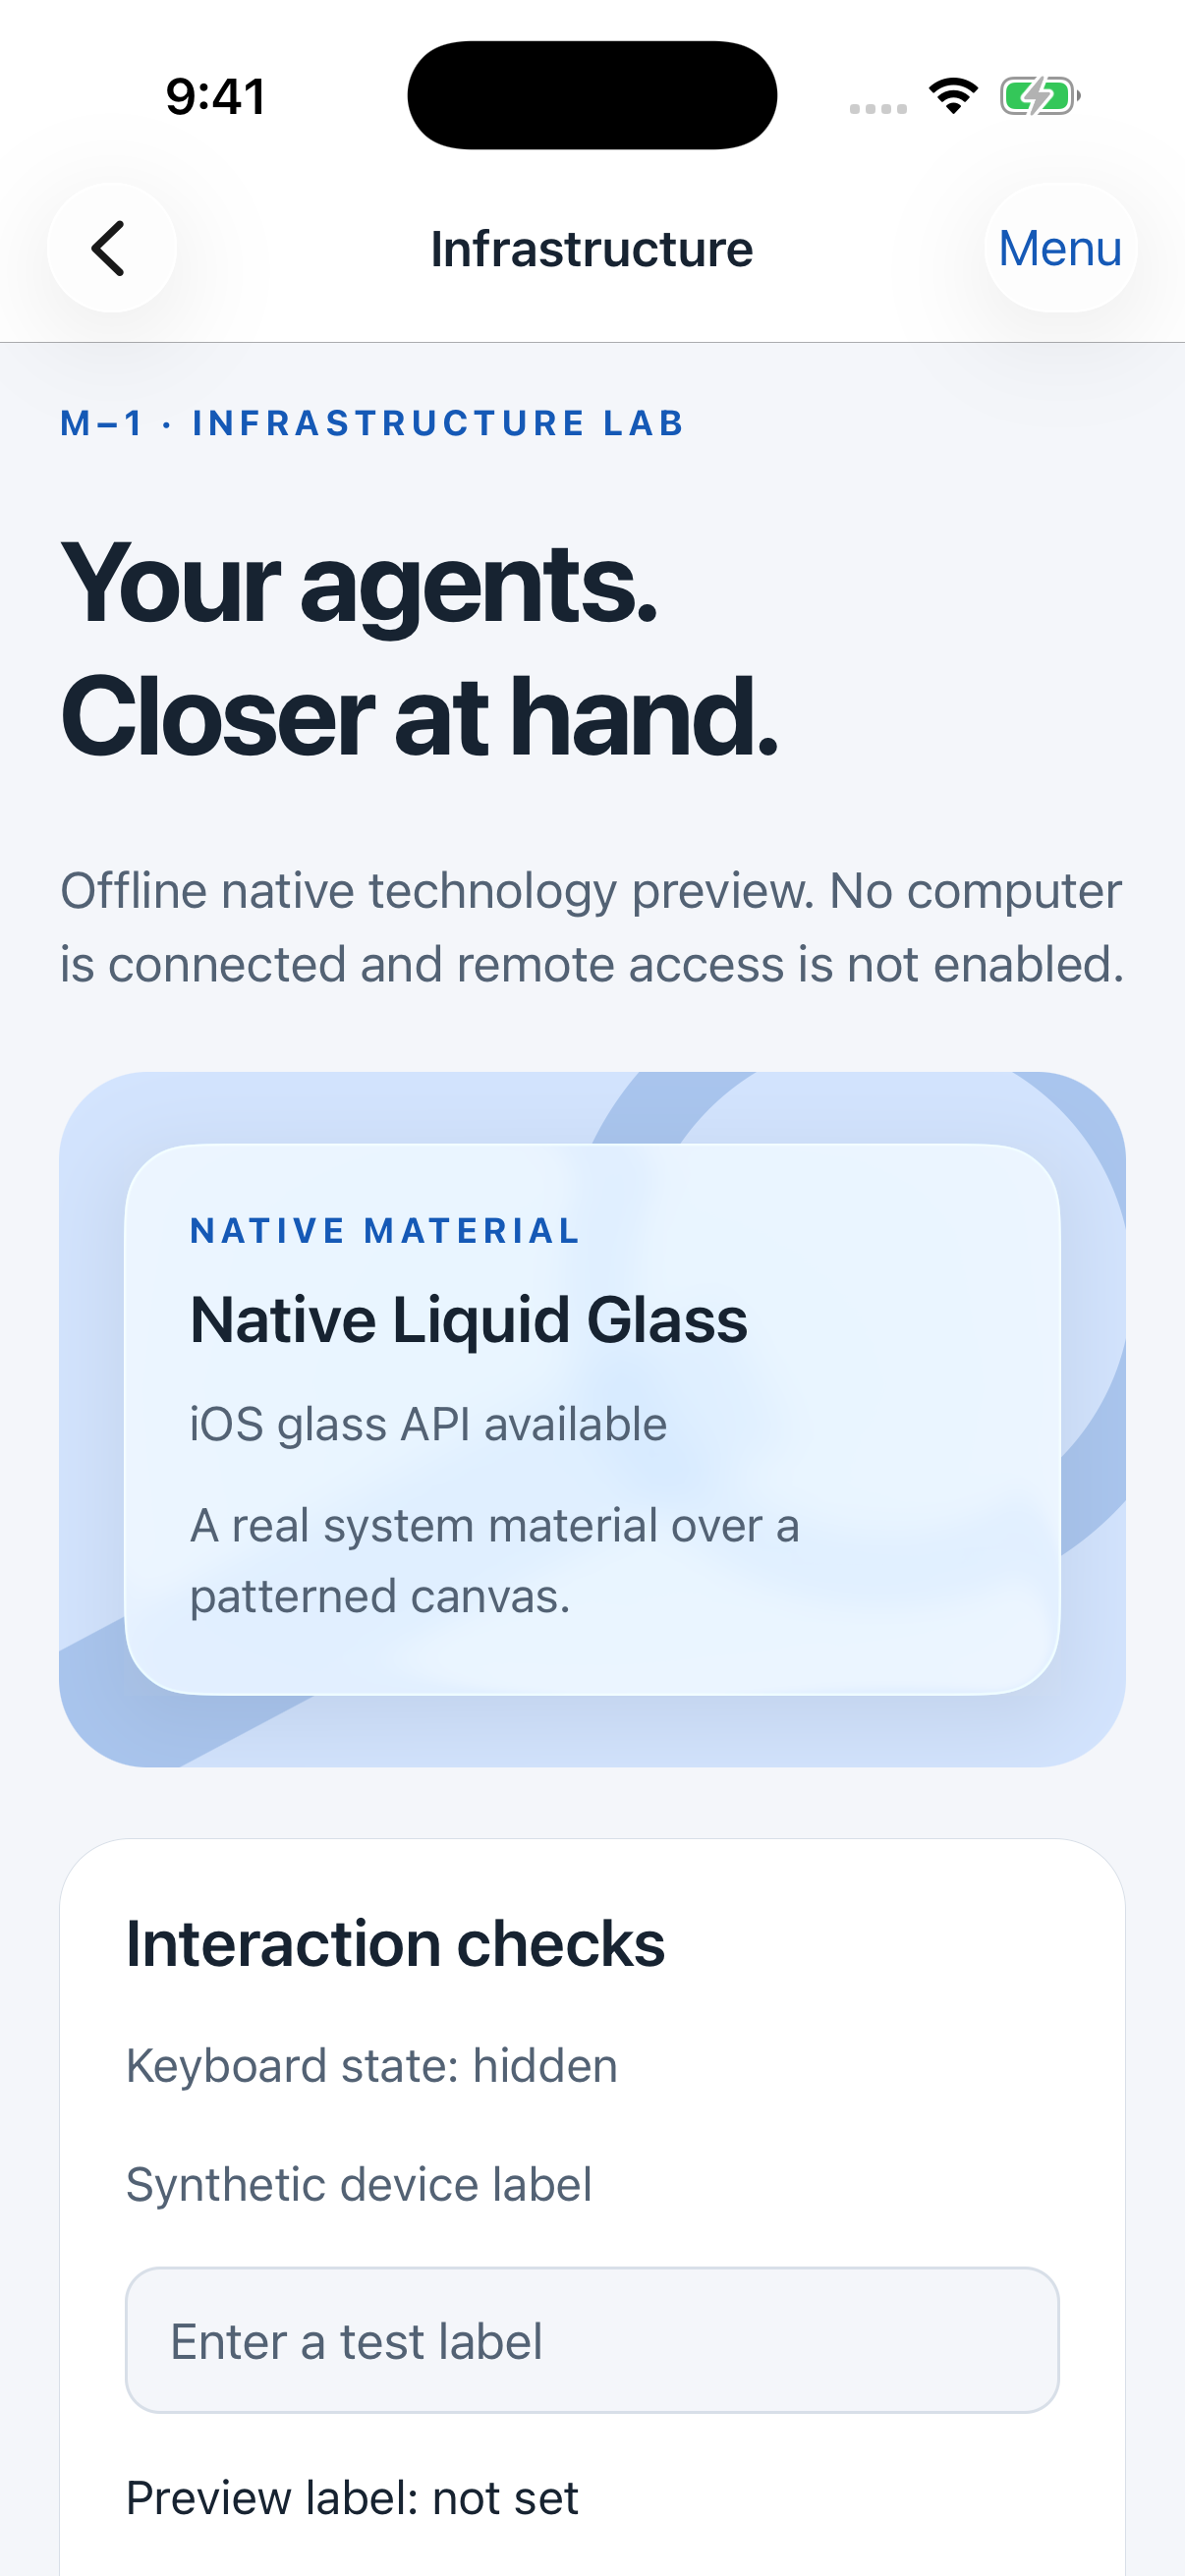 9:41
Infrastructure
Menu
M–1 · INFRASTRUCTURE LAB
Your agents.
Closer at hand.
Offline native technology preview. No computer
is connected and remote access is not enabled.
NATIVE MATERIAL
Native Liquid Glass
iOS glass API available
A real system material over a
patterned canvas.
Interaction checks
Keyboard state: hidden
Synthetic device label
Enter a test label
Preview label: not set